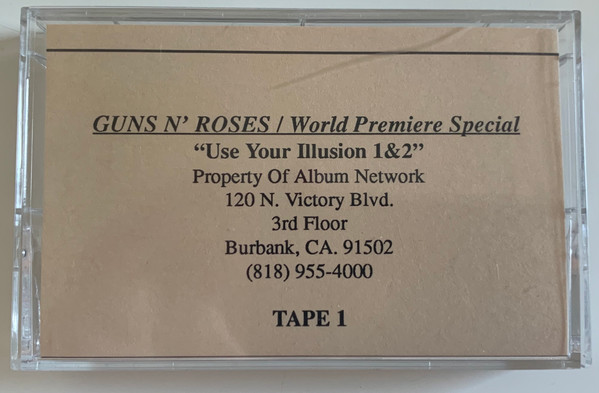 GUNS N' ROSES / World Premiere Special
“Use Your Illusion 1&2”
Property Of Album Network
120 N. Victory Blvd.
3rd Floor
Burbank, CA. 91502
(818) 955-4000
TAPE 1